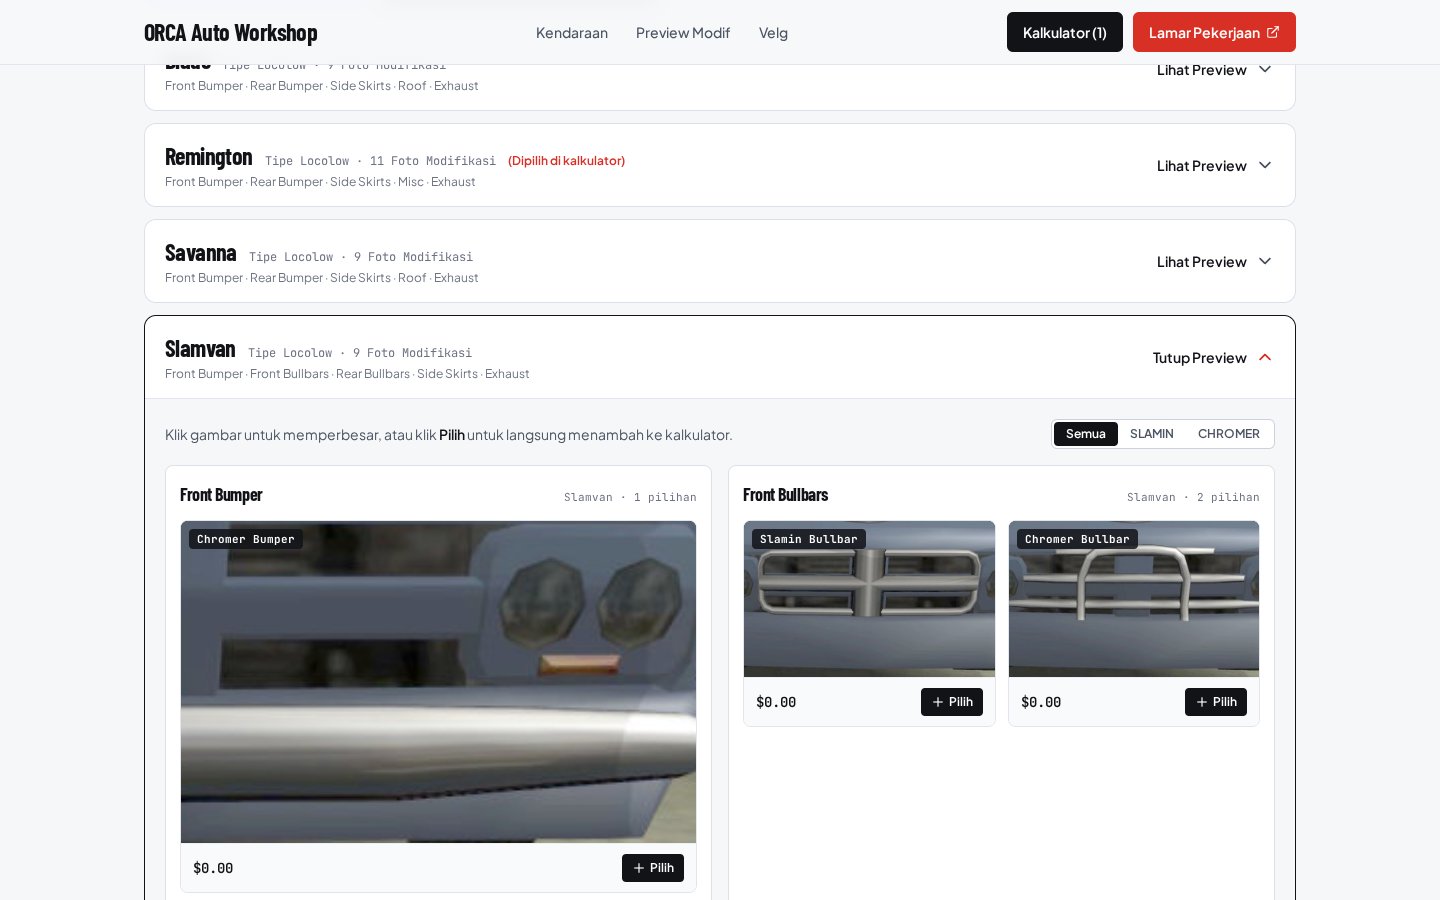 ORCA Auto Workshop
Kendaraan
Preview Modif
Velg
Kalkulator (1)
Lamar Pekerjaan
Tipe Locolow · 9 Foto Modifikasi
Lihat Preview
Front Bumper · Rear Bumper · Side Skirts · Roof · Exhaust
Remington Tipe Locolow · 11 Foto Modifikasi (Dipilih di kalkulator)
Lihat Preview
Front Bumper · Rear Bumper · Side Skirts · Misc · Exhaust
Savanna Tipe Locolow · 9 Foto Modifikasi
Lihat Preview
Front Bumper · Rear Bumper · Side Skirts · Roof · Exhaust
Slamvan Tipe Locolow · 9 Foto Modifikasi
Tutup Preview
Front Bumper · Front Bullbars · Rear Bullbars · Side Skirts · Exhaust
Klik gambar untuk memperbesar, atau klik Pilih untuk langsung menambah ke kalkulator.
Semua SLAMIN CHROMER
Front Bumper
Slamvan · 1 pilihan
Chromer Bumper
$0.00
+ Pilih
Front Bullbars
Slamvan · 2 pilihan
Slamin Bullbar
$0.00
+ Pilih
Chromer Bullbar
$0.00
+ Pilih